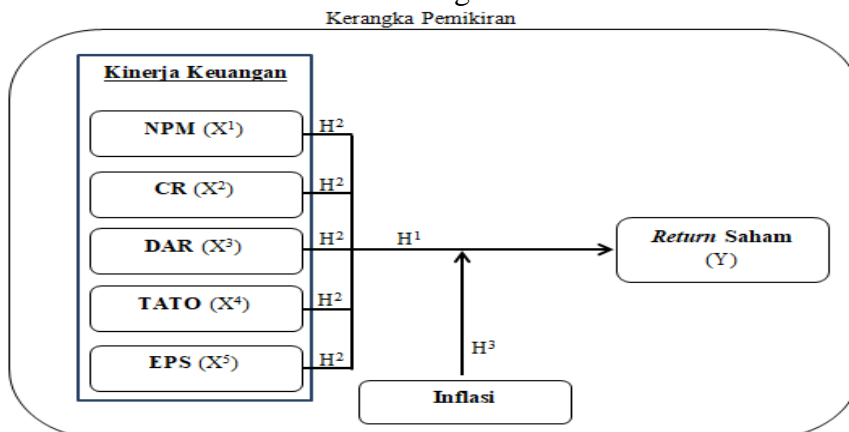 Kerangka Pemikiran
Kinerja Keuangan
NPM (X¹)
H²
CR (X²)
H²
DAR (X³)
H²
H¹
Return Saham
(Y)
TATO (X⁴)
H²
EPS (X⁵)
H²
H³
Inflasi